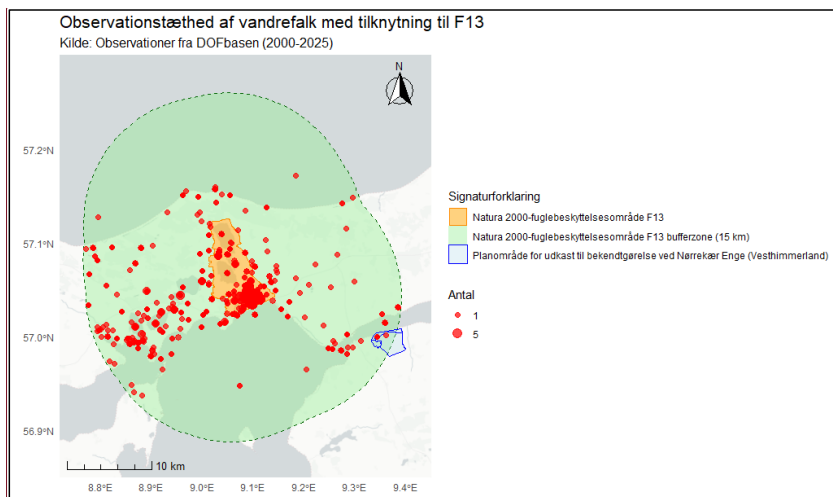 Observationstæthed af vandrefalk med tilknytning til F13
Kilde: Observationer fra DOFbasen (2000-2025)
N
57.2°N
57.1°N
57.0°N
56.9°N
10 km
8.8°E 8.9°E 9.0°E 9.1°E 9.2°E 9.3°E 9.4°E
Signaturforklaring
Natura 2000-fuglebeskyttelsesområde F13
Natura 2000-fuglebeskyttelsesområde F13 bufferzone (15 km)
Planområde for udkast til bekendtgørelse ved Nørrekær Enge (Vesthimmerland)
Antal
1
5